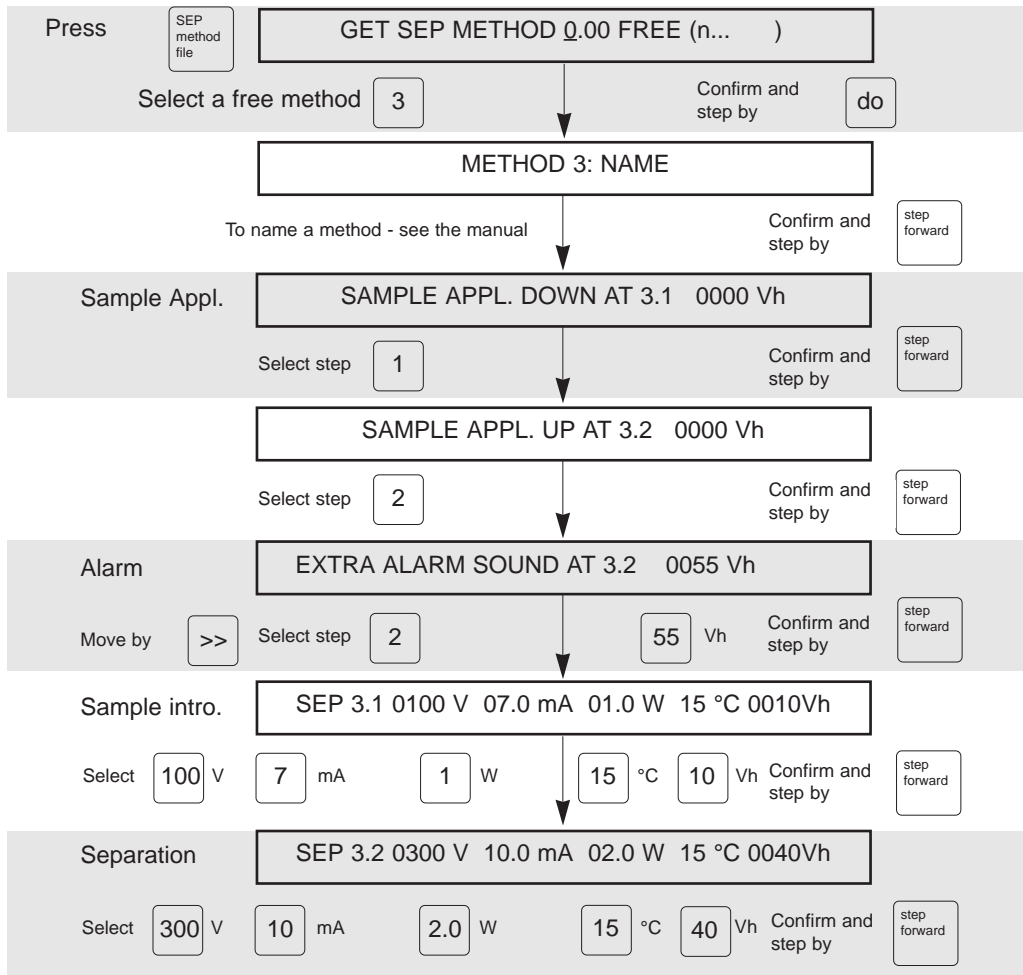 Press SEP method file GET SEP METHOD 0.00 FREE (n... )
Select a free method 3 Confirm and step by do
METHOD 3: NAME
To name a method - see the manual Confirm and step by step forward
Sample Appl. SAMPLE APPL. DOWN AT 3.1 0000 Vh
Select step 1 Confirm and step by step forward
SAMPLE APPL. UP AT 3.2 0000 Vh
Select step 2 Confirm and step by step forward
Alarm EXTRA ALARM SOUND AT 3.2 0055 Vh
Move by >> Select step 2 55 Vh Confirm and step by step forward
Sample intro. SEP 3.1 0100 V 07.0 mA 01.0 W 15 °C 0010Vh
Select 100 V 7 mA 1 W 15 °C 10 Vh Confirm and step by step forward
Separation SEP 3.2 0300 V 10.0 mA 02.0 W 15 °C 0040Vh
Select 300 V 10 mA 2.0 W 15 °C 40 Vh Confirm and step by step forward